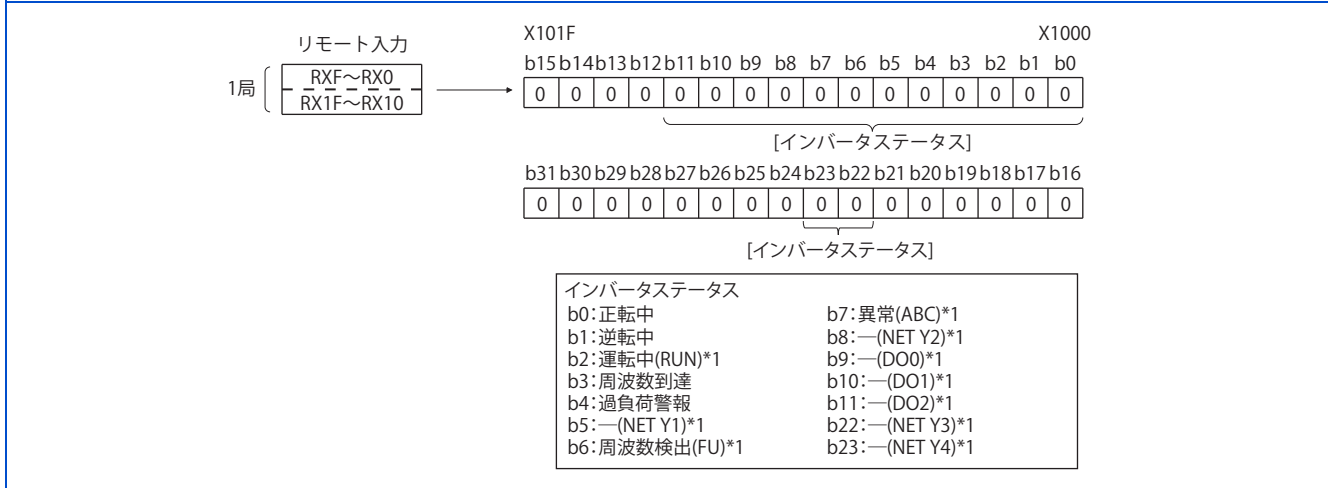 リモート入力
1局
RXF~RX0
RX1F~RX10
X101F X1000
b15 b14 b13 b12 b11 b10 b9 b8 b7 b6 b5 b4 b3 b2 b1 b0
0 0 0 0 0 0 0 0 0 0 0 0 0 0 0 0
[インバータステータス]
b31 b30 b29 b28 b27 b26 b25 b24 b23 b22 b21 b20 b19 b18 b17 b16
0 0 0 0 0 0 0 0 0 0 0 0 0 0 0 0
[インバータステータス]
インバータステータス
b0:正転中
b1:逆転中
b2:運転中(RUN)*1
b3:周波数到達
b4:過負荷警報
b5:―(NET Y1)*1
b6:周波数検出(FU)*1
b7:異常(ABC)*1
b8:―(NET Y2)*1
b9:―(DO0)*1
b10:―(DO1)*1
b11:―(DO2)*1
b22:―(NET Y3)*1
b23:―(NET Y4)*1